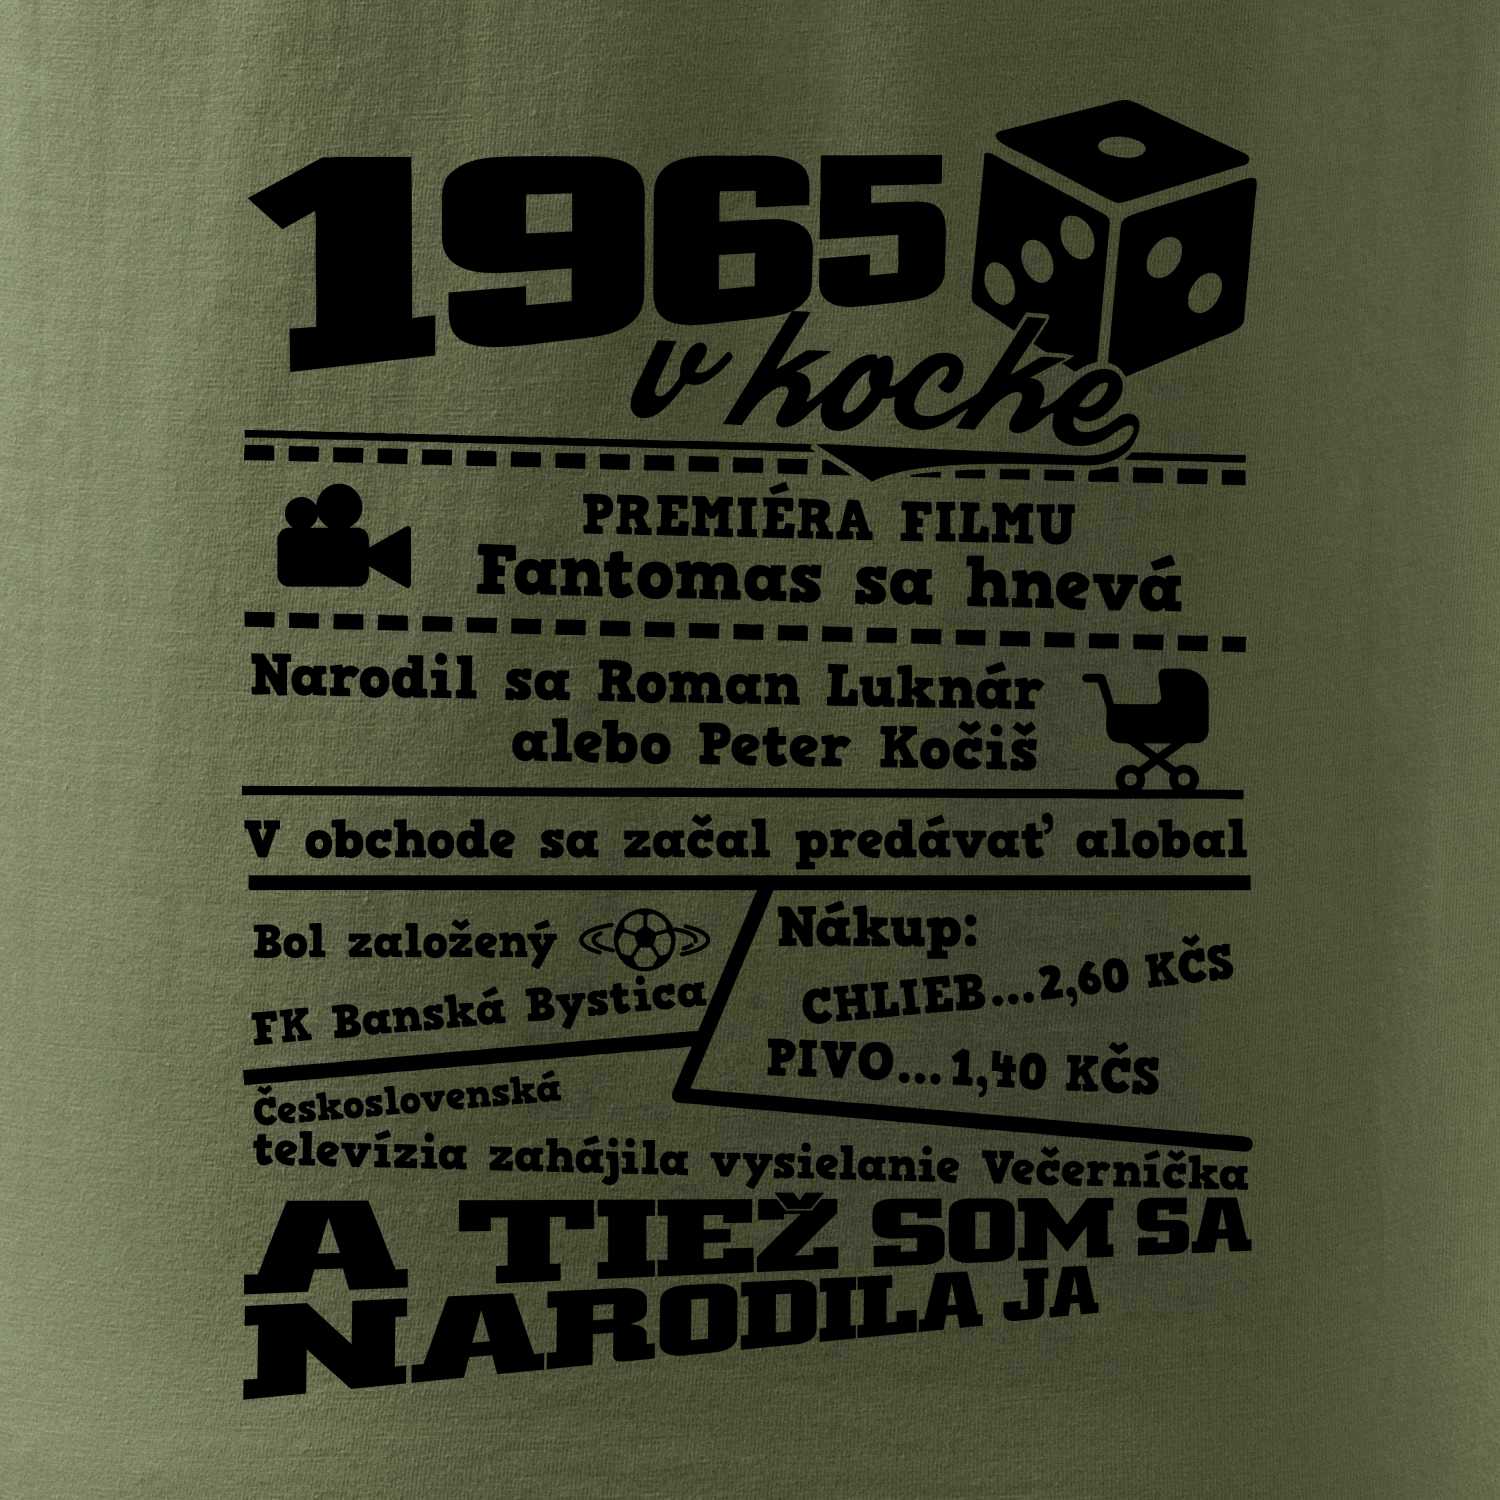 1965
v kocke
PREMIÉRA FILMU
Fantomas sa hnevá
Narodil sa Roman Luknár
alebo Peter Kočiš
V obchode sa začal predávať alobal
Bol založený
FK Banská Bystica
Nákup:
CHLIEB...2,60 KČS
PIVO...1,40 KČS
Československá
televízia zahájila vysielanie Večerníčka
A TIEŽ SOM SA
NARODILA JA